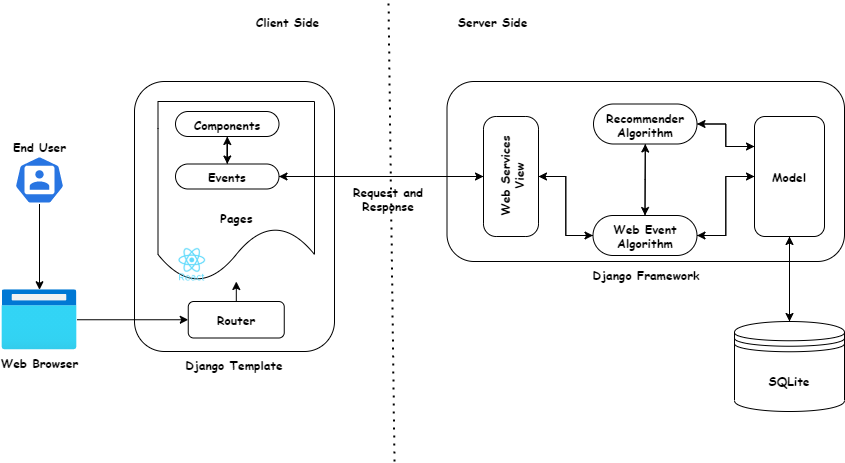 Client Side
Server Side
End User
Components
Events
Pages
React
Router
Web Browser
Django Template
Request and
Response
Web Services
View
Recommender
Algorithm
Web Event
Algorithm
Model
Django Framework
SQLite